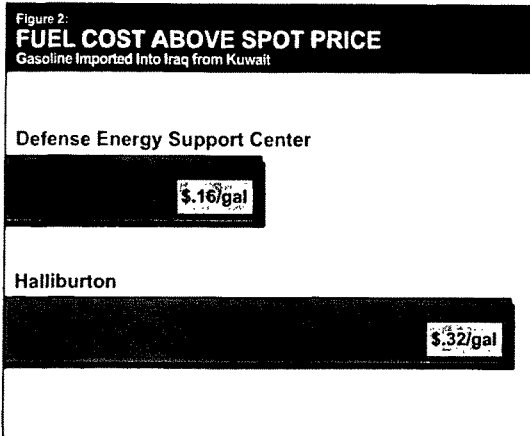 Figure 2:
FUEL COST ABOVE SPOT PRICE
Gasoline Imported Into Iraq from Kuwait
Defense Energy Support Center
$.16/gal
Halliburton
$.32/gal